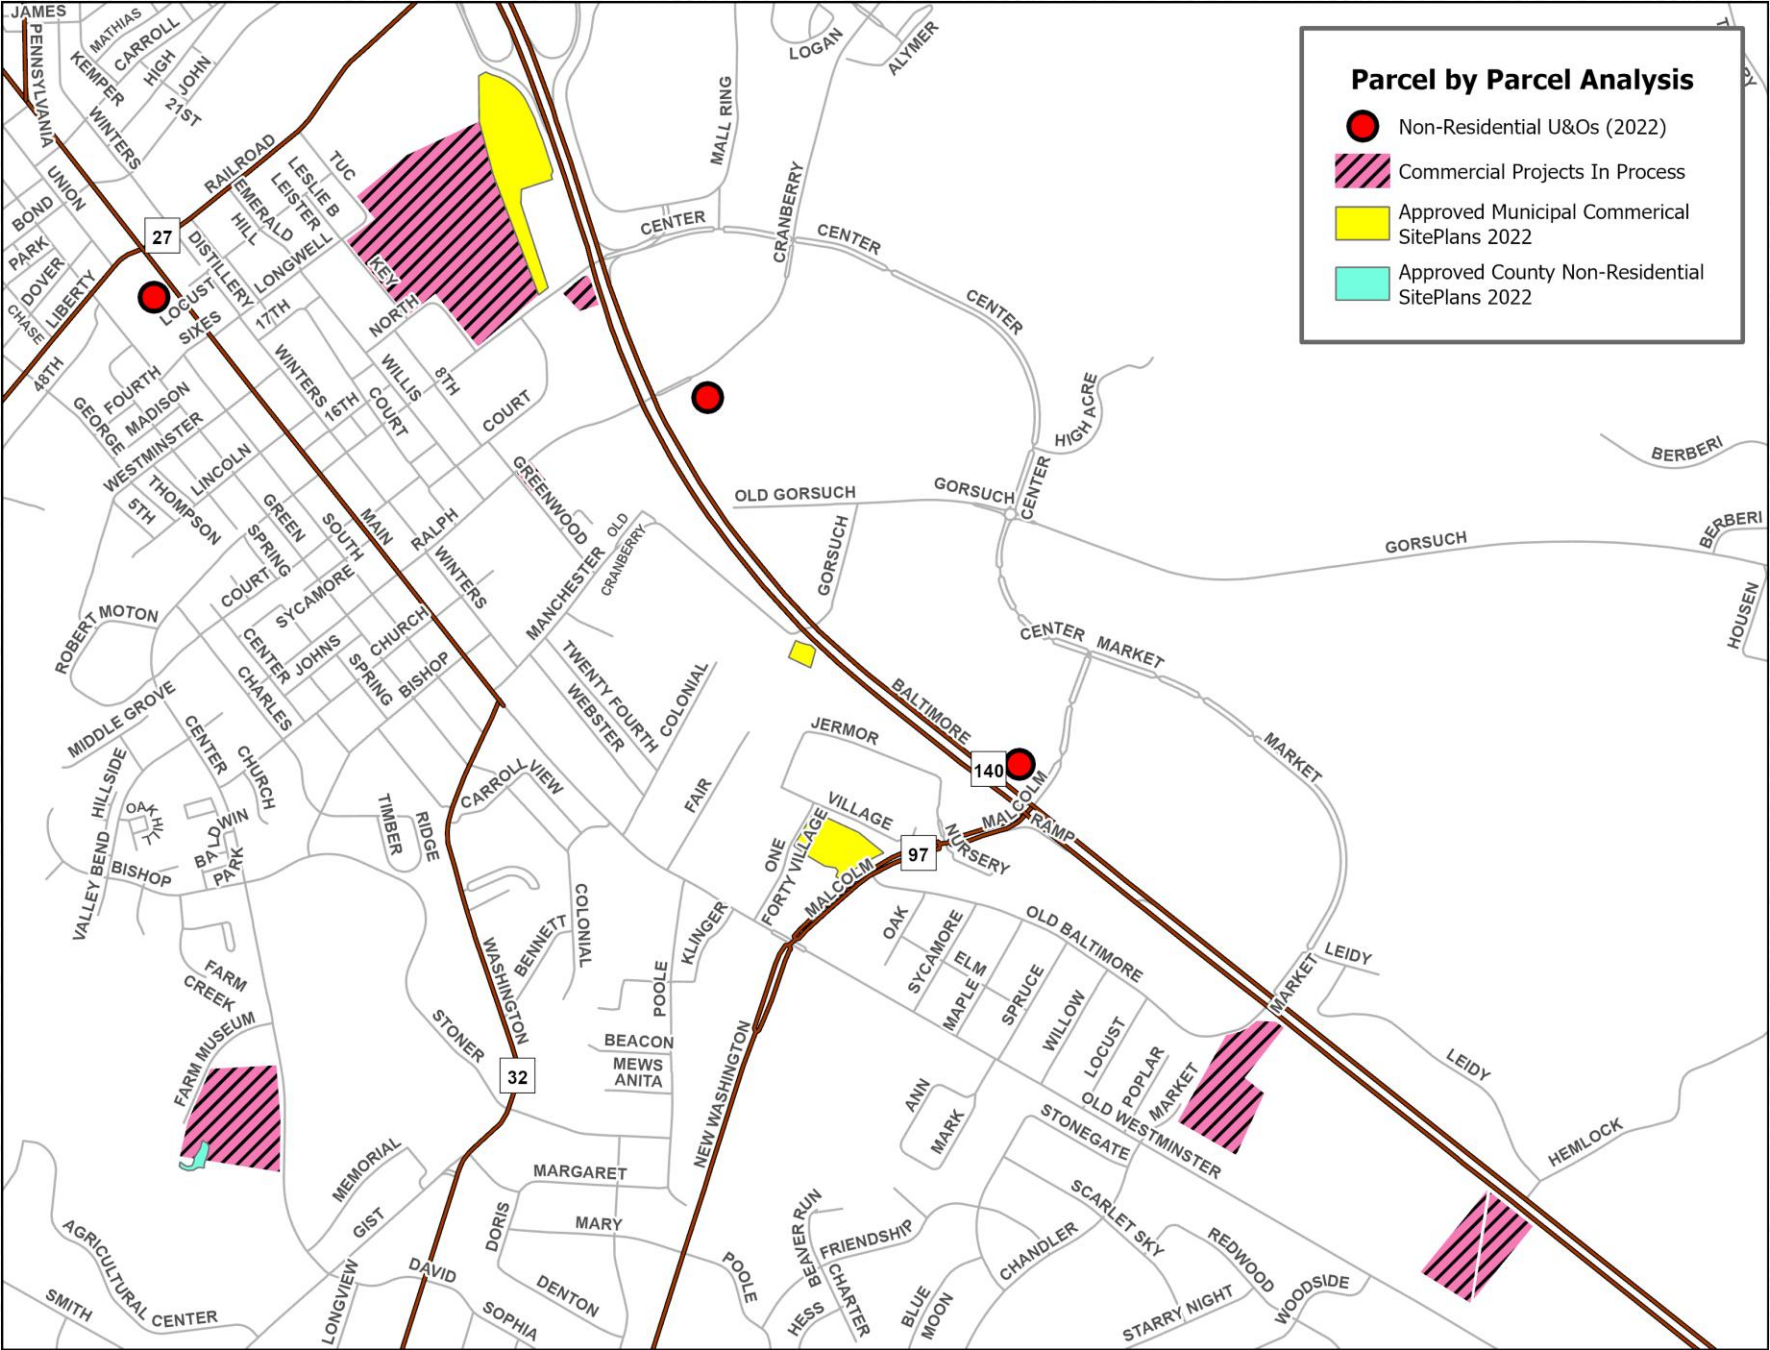 JAMES
PENNSYLVANIA
MATHIAS
CARROLL
KEMPER
HIGH
JOHN
21ST
WINTERS
LOGAN
ALYMER
Parcel by Parcel Analysis
Non-Residential U&Os (2022)
Commercial Projects In Process
Approved Municipal Commerical
SitePlans 2022
Approved County Non-Residential
SitePlans 2022
MALL RING
CRANBERRY
RAILROAD
TUC
LESLIE B
LEISTER
EMERALD
HILL
UNION
BOND
PARK
DOVER
CHASE
LIBERTY
27
DISTILLERY
LONGWELL
LOCUST
SIXES
17TH
KEY
NORTH
CENTER
CENTER
CENTER
48TH
FOURTH
MADISON
GEORGE
WESTMINSTER
WINTERS
16TH
WILLIS
COURT
8TH
COURT
HIGH ACRE
BERBERI
LINCOLN
THOMPSON
5TH
GREENWOOD
OLD GORSUCH
GORSUCH
CENTER
GREEN
SPRING
SOUTH
MAIN
RALPH
OLD
CRANBERRY
MANCHESTER
GORSUCH
GORSUCH
BERBERI
HOUSEN
WINTERS
COURT
SYCAMORE
ROBERT MOTON
CENTER
JOHNS
CHURCH
SPRING
BISHOP
CENTER
MARKET
MIDDLE GROVE
CHARLES
CENTER
CHURCH
TWENTY FOURTH
WEBSTER
COLONIAL
BALTIMORE
JERMOR
140
MALCOLM
MALCOLM
RAMP
MARKET
HILLSIDE
VALLEY BEND
OAK HILL
BALDWIN
PARK
BISHOP
TIMBER
RIDGE
CARROLL VIEW
FAIR
VILLAGE
ONE
FORTY VILLAGE
97
NURSERY
MALCOLM
COLONIAL
BENNETT
KLINGER
POOLE
OAK
SYCAMORE
ELM
MAPLE
SPRUCE
OLD BALTIMORE
WILLOW
LOCUST
POPLAR
MARKET
MARKET
LEIDY
LEIDY
FARM
CREEK
FARM MUSEUM
WASHINGTON
STONER
32
BEACON
MEWS
ANITA
NEW WASHINGTON
ANN
MARK
STONEGATE
OLD WESTMINSTER
HEMLOCK
MEMORIAL
GIST
MARGARET
MARY
DORIS
DAVID
DENTON
SOPHIA
LONGVIEW
POOLE
BEAVER RUN
FRIENDSHIP
CHARTER
HESS
BLUE
MOON
CHANDLER
SCARLET SKY
REDWOOD
WOODSIDE
STARRY NIGHT
AGRICULTURAL
CENTER
SMITH